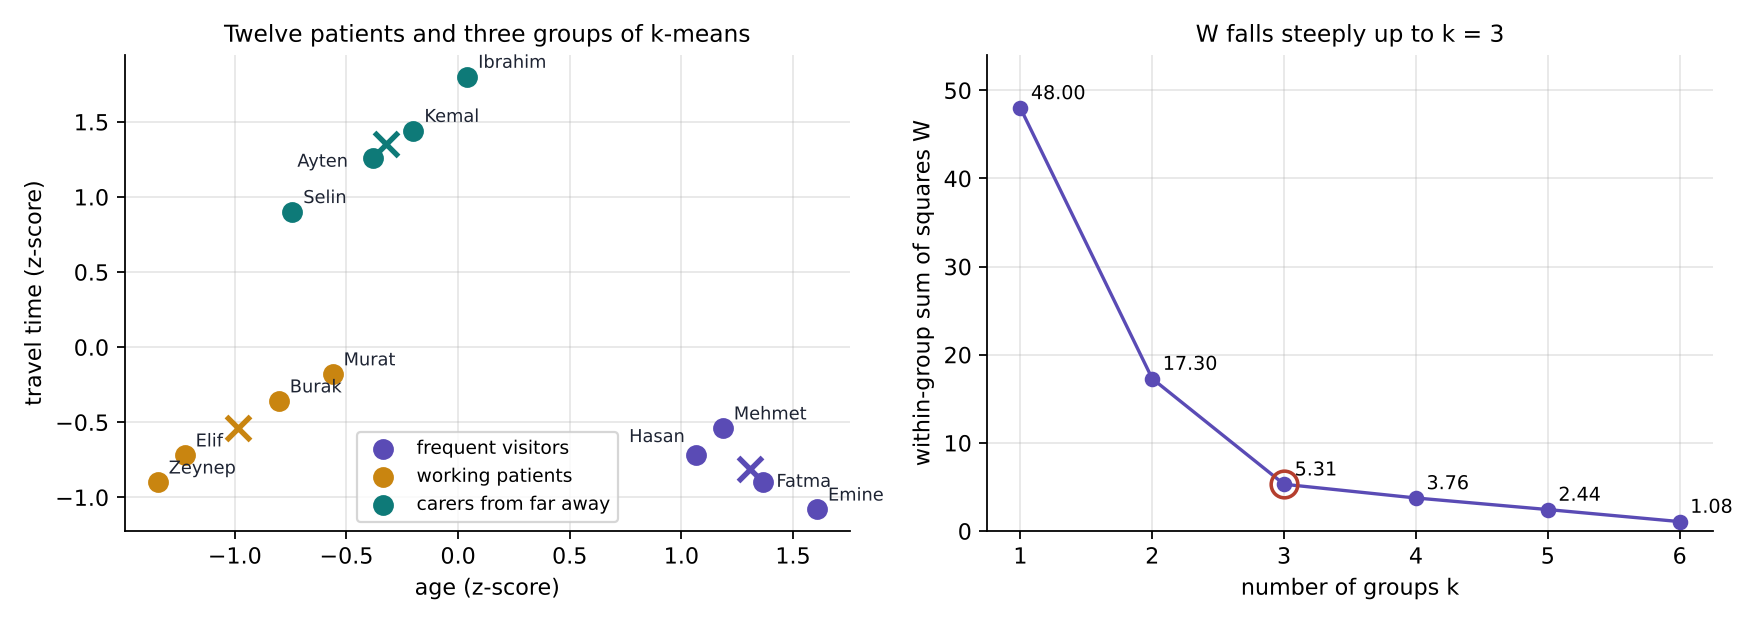 Twelve patients and three groups of k-means
travel time (z-score)
1.5
1.0
0.5
0.0
−0.5
−1.0
Ibrahim
Kemal
Ayten
Selin
Murat
Burak
Elif
Zeynep
Mehmet
Hasan
Fatma
Emine
frequent visitors
working patients
carers from far away
−1.0
−0.5
0.0
0.5
1.0
1.5
age (z-score)
W falls steeply up to k = 3
within-group sum of squares W
50
40
30
20
10
0
48.00
17.30
5.31
3.76
2.44
1.08
1
2
3
4
5
6
number of groups k